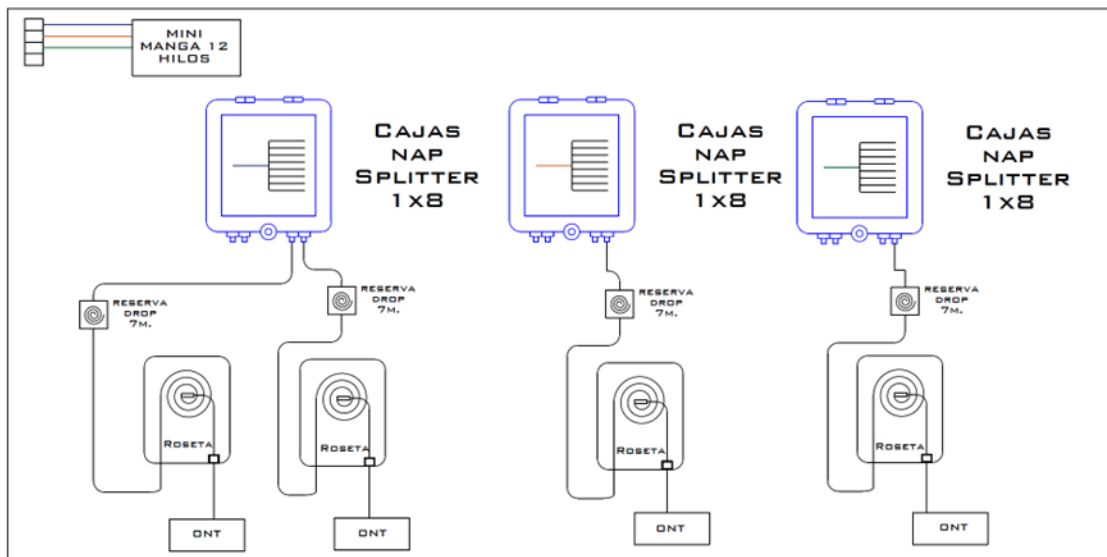 MINI
MANGA 12
HILOS
CAJAS
NAP
SPLITTER
1X8
CAJAS
NAP
SPLITTER
1X8
CAJAS
NAP
SPLITTER
1X8
RESERVA
DROP
7M.
RESERVA
DROP
7M.
RESERVA
DROP
7M.
RESERVA
DROP
7M.
ROSETA
ROSETA
ROSETA
ROSETA
ONT
ONT
ONT
ONT